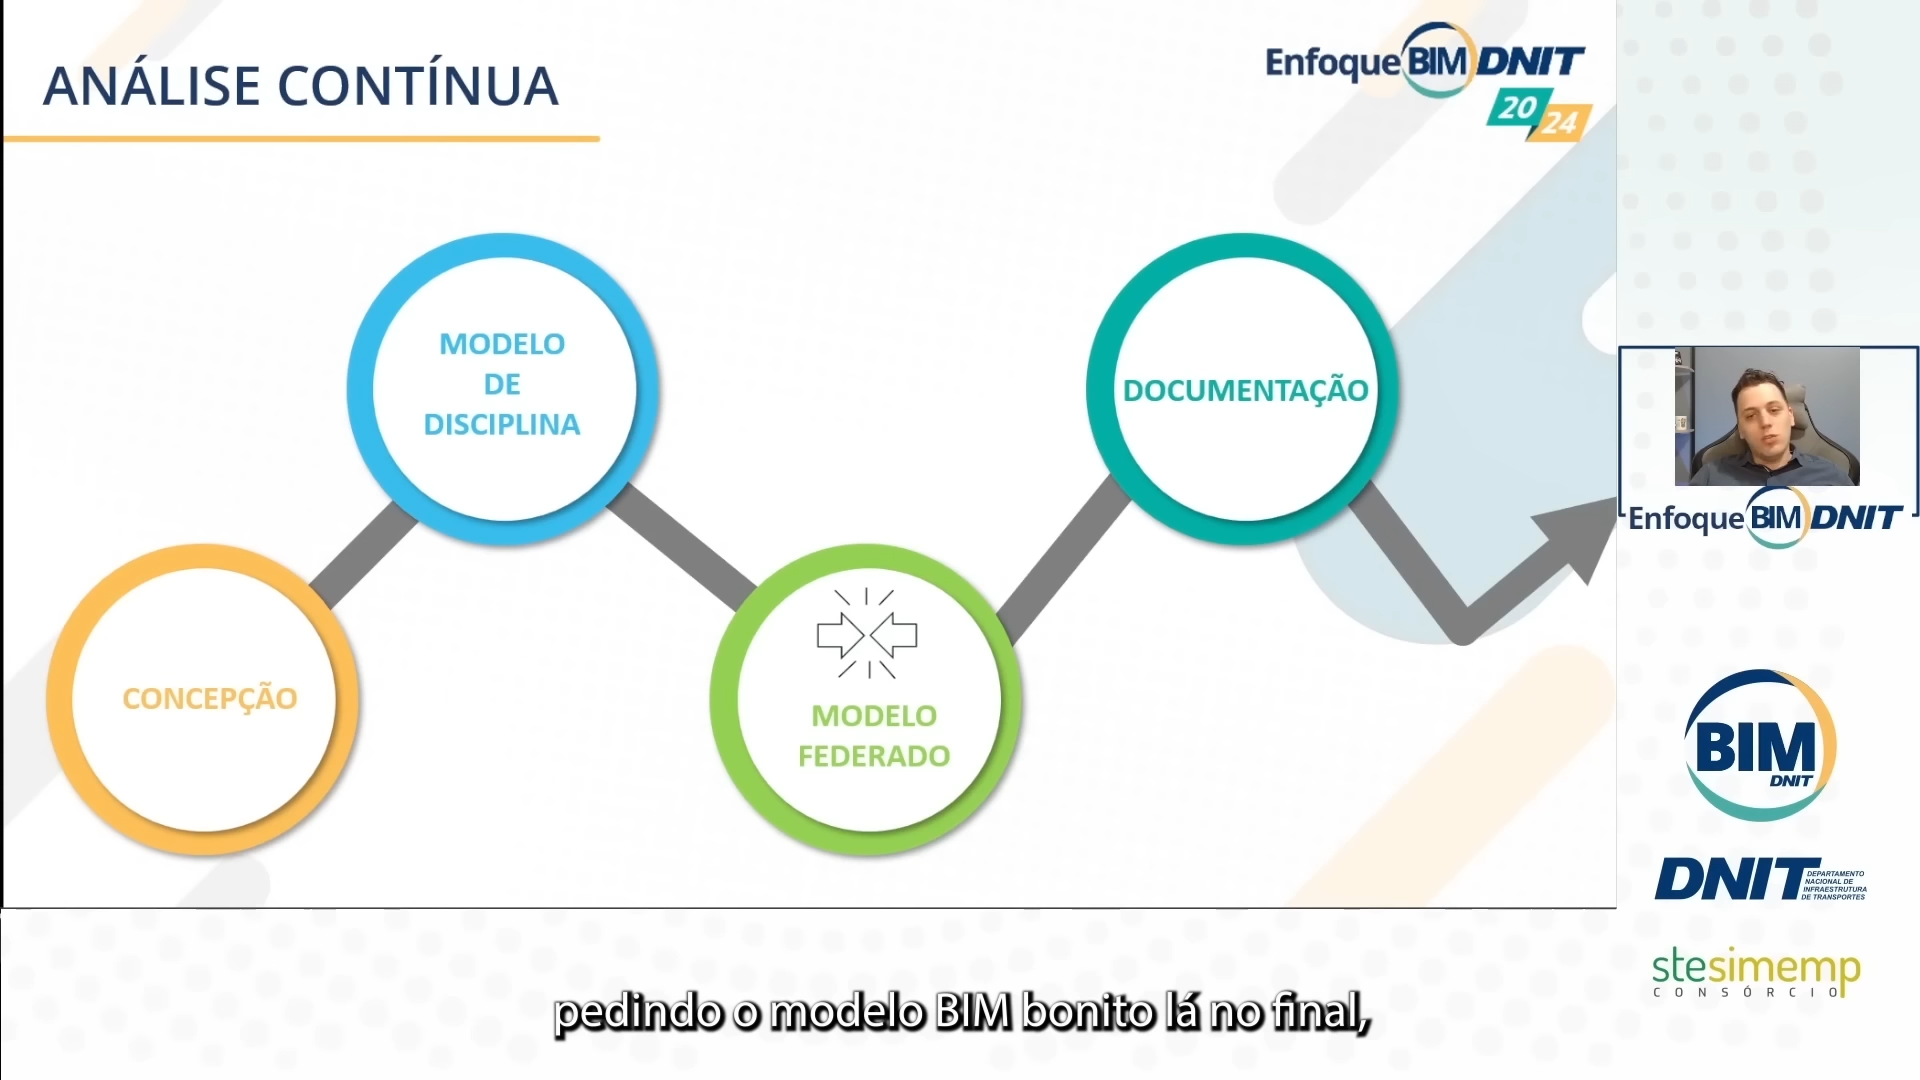 ANÁLISE CONTÍNUA
Enfoque BIM DNIT
20
24
MODELO
DE
DISCIPLINA
DOCUMENTAÇÃO
CONCEPÇÃO
MODELO
FEDERADO
Enfoque BIM DNIT
BIM
DNIT
DNIT
DEPARTAMENTO
NACIONAL DE
INFRAESTRUTURA
DE TRANSPORTES
stesimemp
CONSÓRCIO
pedindo o modelo BIM bonito lá no final,